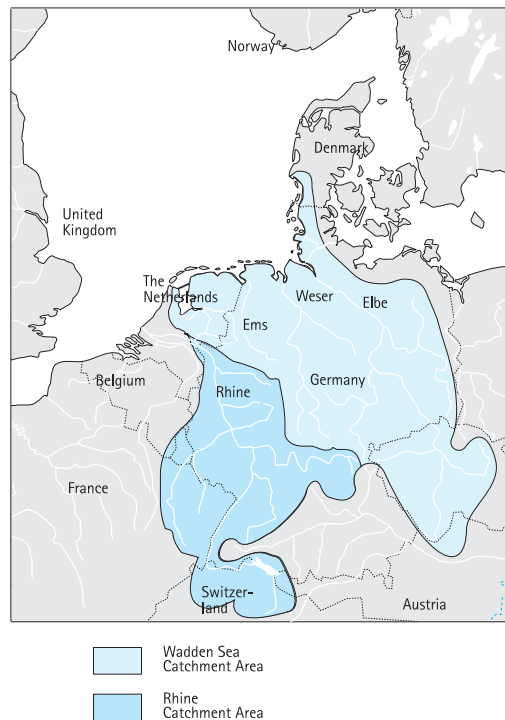 Norway
Denmark
United
Kingdom
The
Netherlands
Weser
Elbe
Ems
Belgium
Germany
Rhine
France
Switzer-
land
Austria
Wadden Sea
Catchment Area
Rhine
Catchment Area